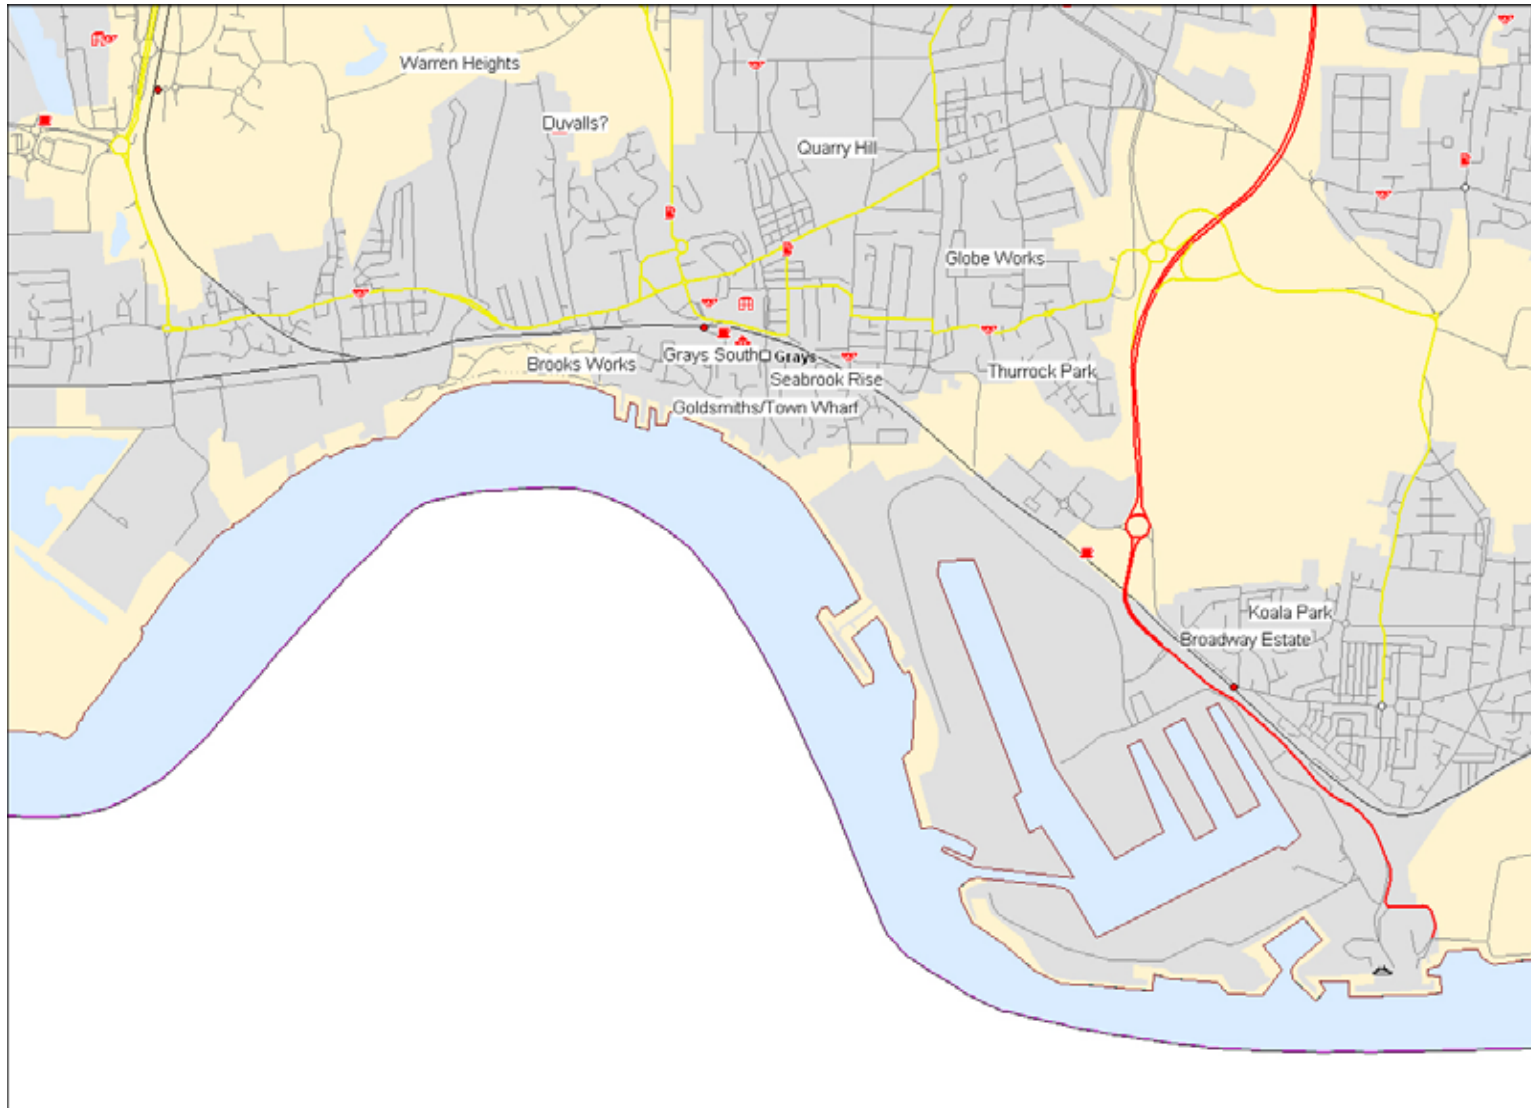 Warren Heights
Duvalls?
Quarry Hill
Globe Works
Grays South
Grays
Brooks Works
Thurrock Park
Seabrook Rise
Goldsmiths/Town Wharf
Koala Park
Broadway Estate